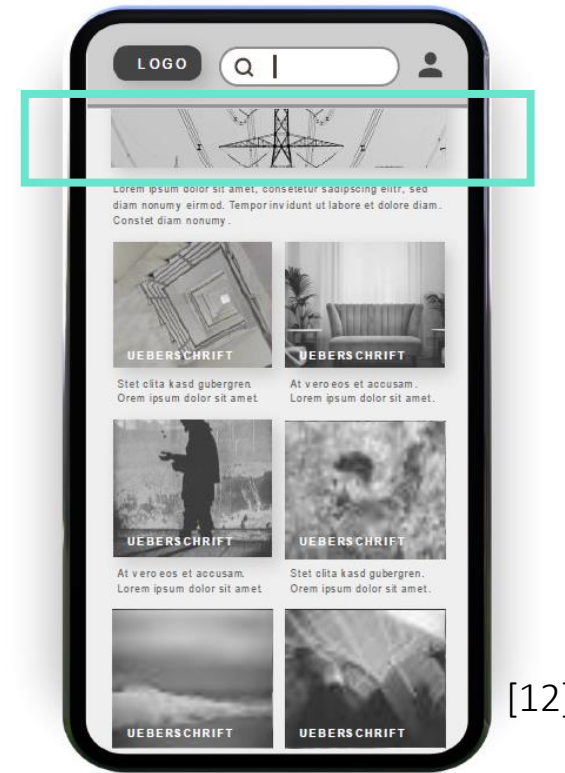 LOGO
Lorem ipsum dolor sit amet, consetetur sadipscing elitr, sed
diam nonumy eirmod. Tempor invidunt ut labore et dolore diam.
Constet diam nonumy.
UEBERSCHRIFT UEBERSCHRIFT
Stet clita kasd gubergren. At vero eos et accusam.
Orem ipsum dolor sit amet. Lorem ipsum dolor sit amet.
UEBERSCHRIFT UEBERSCHRIFT
At vero eos et accusam. Stet clita kasd gubergren.
Lorem ipsum dolor sit amet. Orem ipsum dolor sit amet.
[12]
UEBERSCHRIFT UEBERSCHRIFT